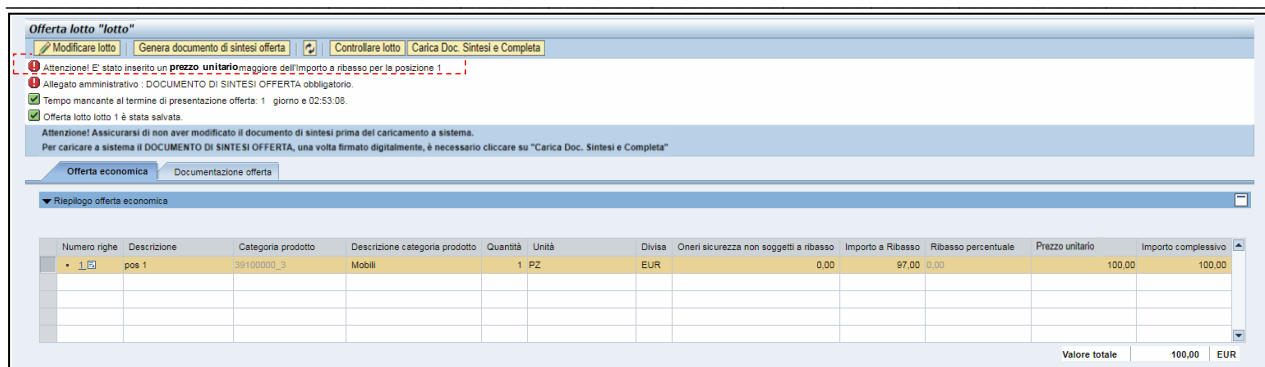 Offerta lotto "lotto"
Modificare lotto Genera documento di sintesi offerta Controllare lotto Carica Doc. Sintesi e Completa
Attenzione! E' stato inserito un prezzo unitario maggiore dell'Importo a ribasso per la posizione 1
Allegato amministrativo : DOCUMENTO DI SINTESI OFFERTA obbligatorio.
Tempo mancante al termine di presentazione offerta: 1 giorno e 02:53:08.
Offerta lotto lotto 1 è stata salvata.
Attenzione! Assicurarsi di non aver modificato il documento di sintesi prima del caricamento a sistema.
Per caricare a sistema il DOCUMENTO DI SINTESI OFFERTA, una volta firmato digitalmente, è necessario cliccare su "Carica Doc. Sintesi e Completa"
Offerta economica Documentazione offerta
Riepilogo offerta economica
Numero righe Descrizione Categoria prodotto Descrizione categoria prodotto Quantità Unità Divisa Oneri sicurezza non soggetti a ribasso Importo a Ribasso Ribasso percentuale Prezzo unitario Importo complessivo
1 pos 1 39100000_3 Mobili 1 PZ EUR 0,00 97,00 0,00 100,00 100,00
Valore totale 100,00 EUR